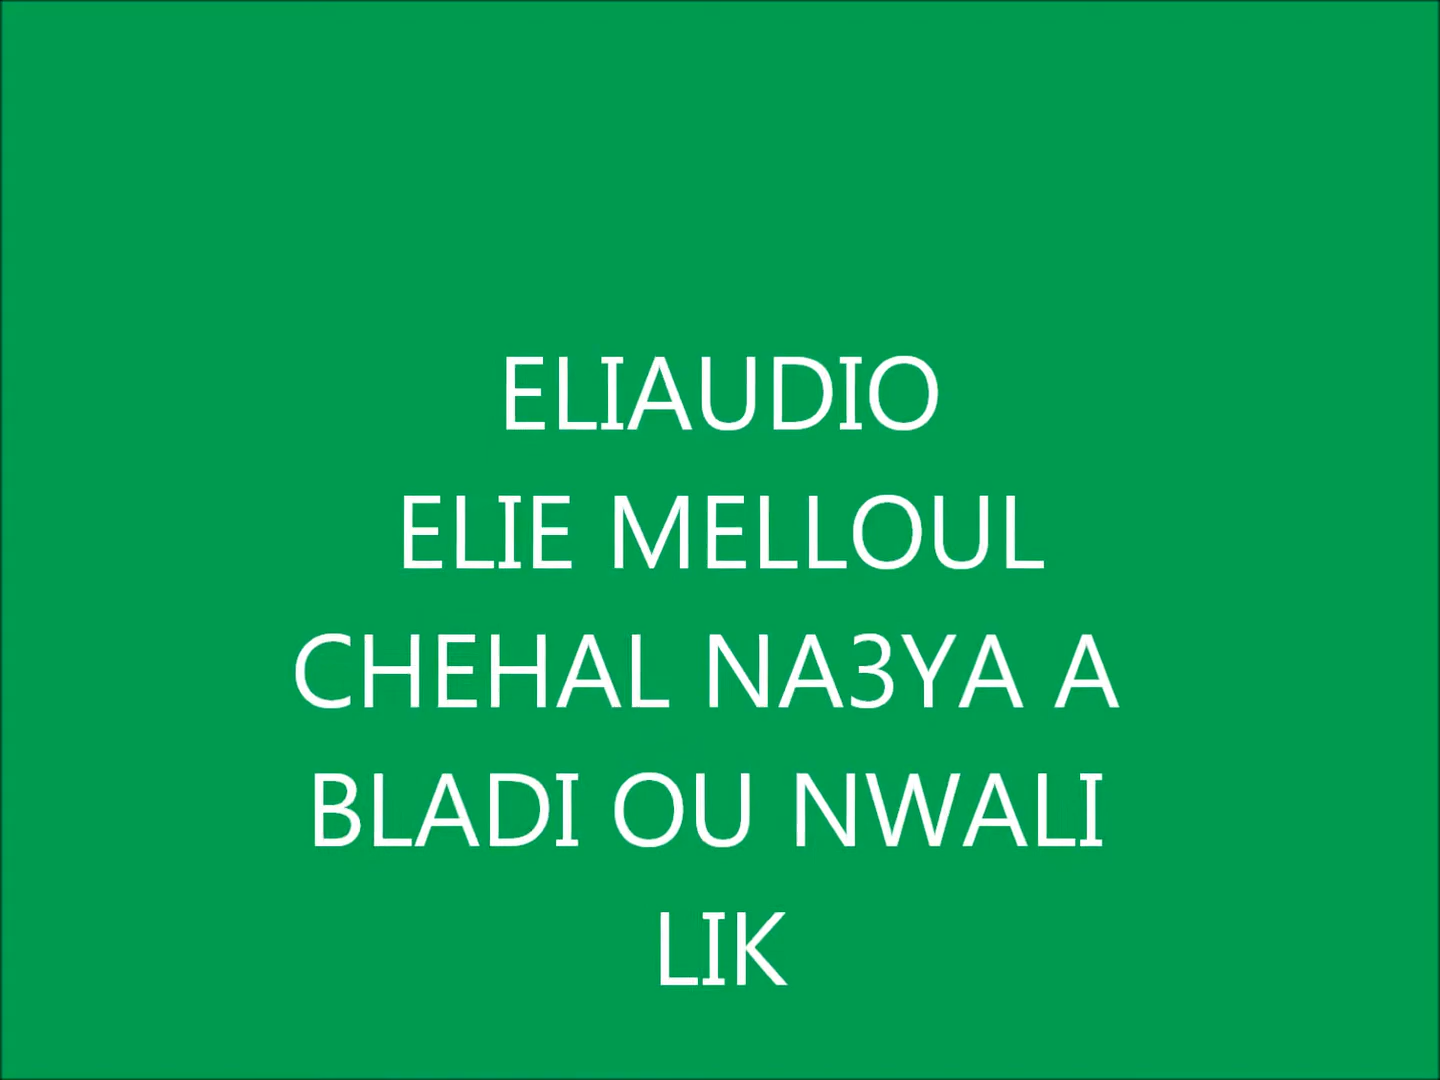 ELIAUDIO
ELIE MELLOUL
CHEHAL NA3YA A
BLADI OU NWALI
LIK